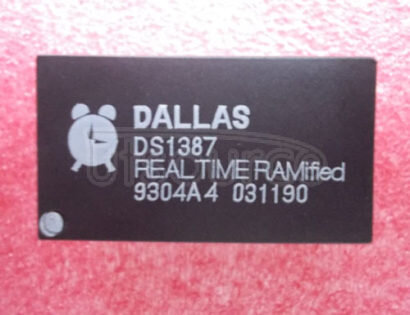 DALLAS
DS1387
REAL TIME RAMified
9304A4 031190